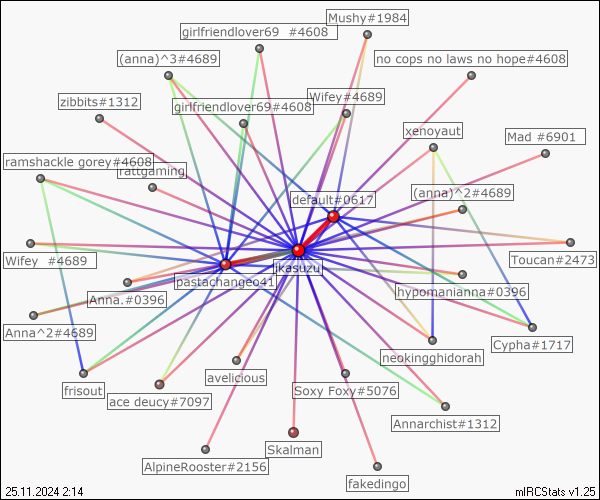 Mushy#1984
girlfriendlover69 #4608
(anna)^3#4689
no cops no laws no hope#4608
zibbits#1312
girlfriendlover69#4608
Wifey#4689
xenoyaut
Mad #6901
ramshackle gorey#4608
rattgaming
default#0617
(anna)^2#4689
Wifey #4689
Toucan#2473
jkasuzu
pastachangeo41
Anna.#0396
hypomanianna#0396
Anna^2#4689
Cypha#1717
neokingghidorah
frisout
avelicious
Soxy Foxy#5076
ace deucy#7097
Annarchist#1312
Skalman
AlpineRooster#2156
fakedingo
25.11.2024 2:14
mIRCStats v1.25